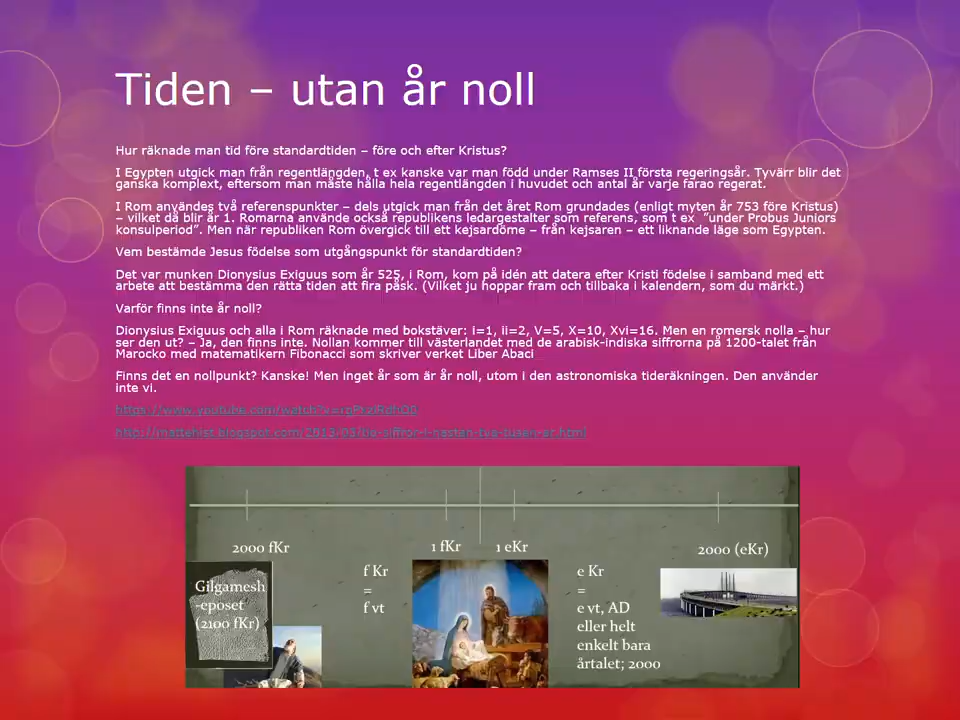 Tiden – utan år noll
Hur räknade man tid före standardtiden – före och efter Kristus?
I Egypten utgick man från regentlängden, t ex kanske var man född under Ramses II första regeringsår. Tyvärr blir det
ganska komplext, eftersom man måste hålla hela regentlängden i huvudet och antal år varje farao regerat.
I Rom användes två referenspunkter – dels utgick man från det året Rom grundades (enligt myten år 753 före Kristus)
– vilket då blir år 1. Romarna använde också republikens ledargestalter som referens, som t ex ”under Probus Juniors
konsulperiod”. Men när republiken Rom övergick till ett kejsardöme – från kejsaren – ett liknande läge som Egypten.
Vem bestämde Jesus födelse som utgångspunkt för standardtiden?
Det var munken Dionysius Exiguus som år 525, i Rom, kom på idén att datera efter Kristi födelse i samband med ett
arbete att bestämma den rätta tiden att fira påsk. (Vilket ju hoppar fram och tillbaka i kalendern, som du märkt.)
Varför finns inte år noll?
Dionysius Exiguus och alla i Rom räknade med bokstäver: i=1, ii=2, V=5, X=10, Xvi=16. Men en romersk nolla – hur
ser den ut? – Ja, den finns inte. Nollan kommer till västerlandet med de arabisk-indiska siffrorna på 1200-talet från
Marocko med matematikern Fibonacci som skriver verket Liber Abaci
Finns det en nollpunkt? Kanske! Men inget år som är år noll, utom i den astronomiska tideräkningen. Den använder
inte vi.
2000 fKr
1 fKr
1 eKr
2000 (eKr)
Gilgamesh
-eposet
(2100 fKr)
f Kr
=
f vt
e Kr
=
e vt, AD
eller helt
enkelt bara
årtalet; 2000